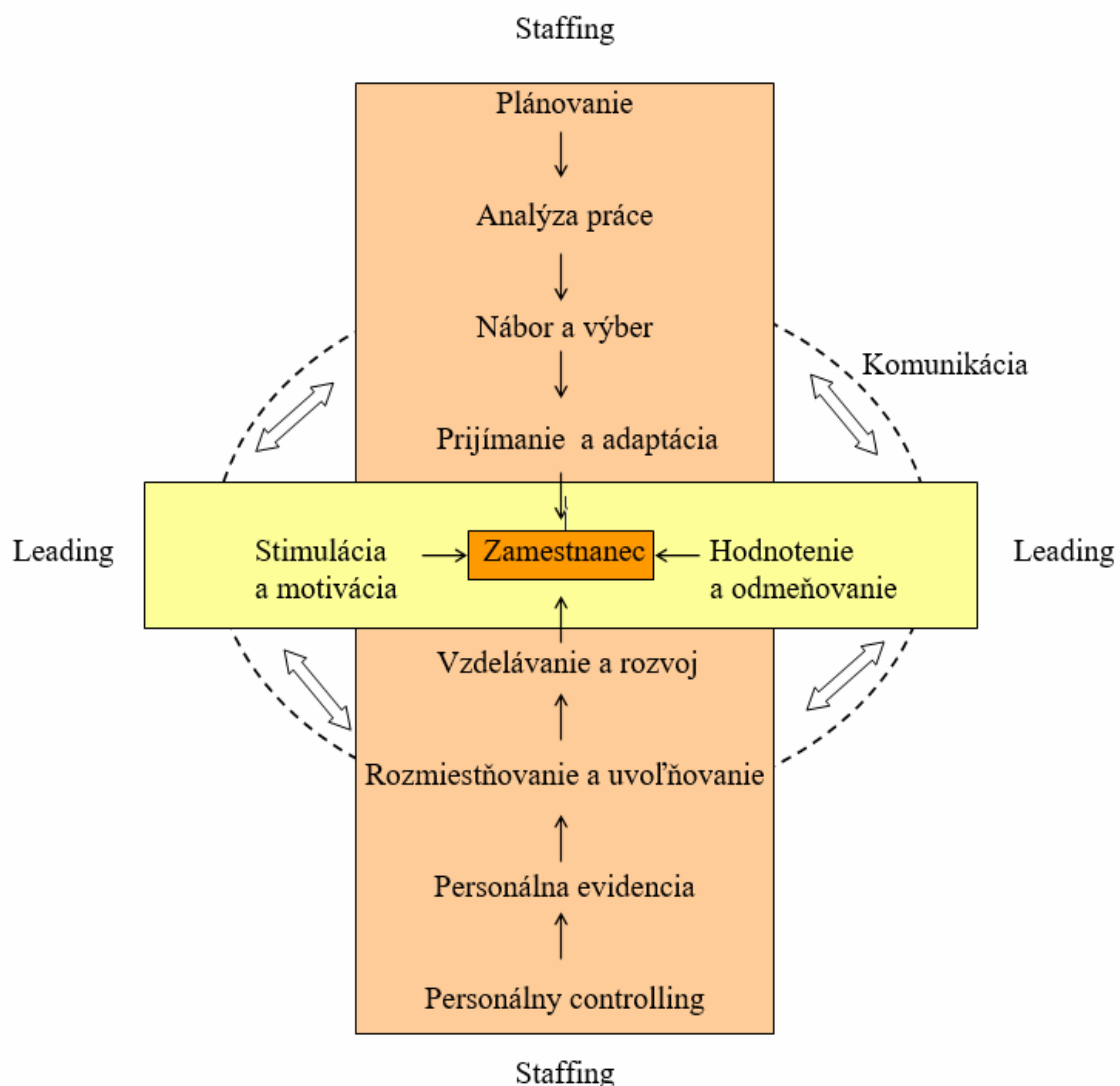 Staffing
Plánovanie
Analýza práce
Nábor a výber
Komunikácia
Prijímanie a adaptácia
Leading
Stimulácia
a motivácia
Zamestnanec
Hodnotenie
a odmeňovanie
Leading
Vzdelávanie a rozvoj
Rozmiestňovanie a uvoľňovanie
Personálna evidencia
Personálny controlling
Staffing